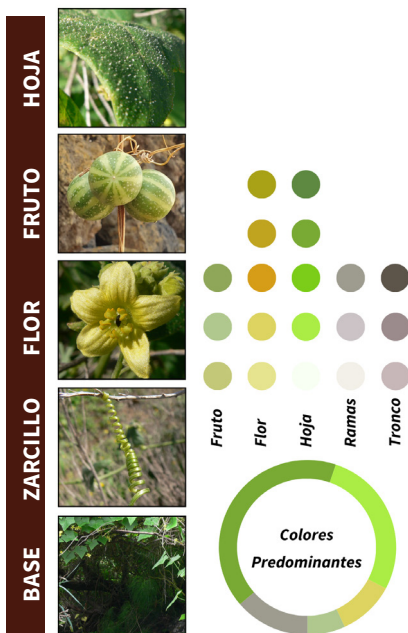 HOJA
FRUTO
FLOR
ZARCILLO
BASE
Fruto
Flor
Hoja
Ramas
Tronco
Colores
Predominantes